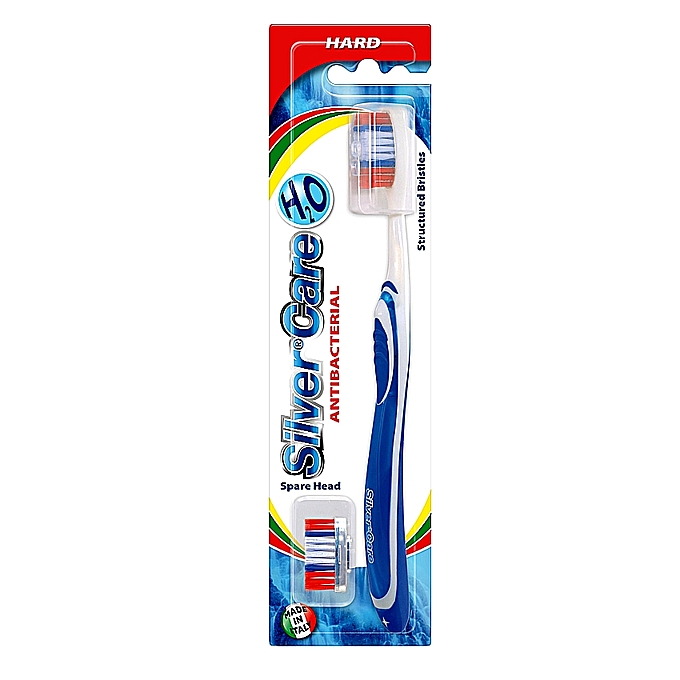 HARD
Structured Bristles
H2O
Silver® Care
ANTIBACTERIAL
Spare Head
Silver Care
MADE
IN
ITALY